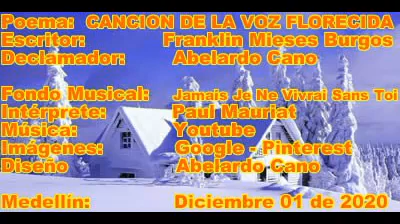 Poema: CANCION DE LA VOZ FLORECIDA
Escritor: Franklin Mieses Burgos
Declamador: Abelardo Cano
Fondo Musical: Jamais Je Ne Vivrai Sans Toi
Intérprete: Paul Mauriat
Música: Youtube
Imágenes: Google - Pinterest
Diseño Abelardo Cano
Medellín: Diciembre 01 de 2020